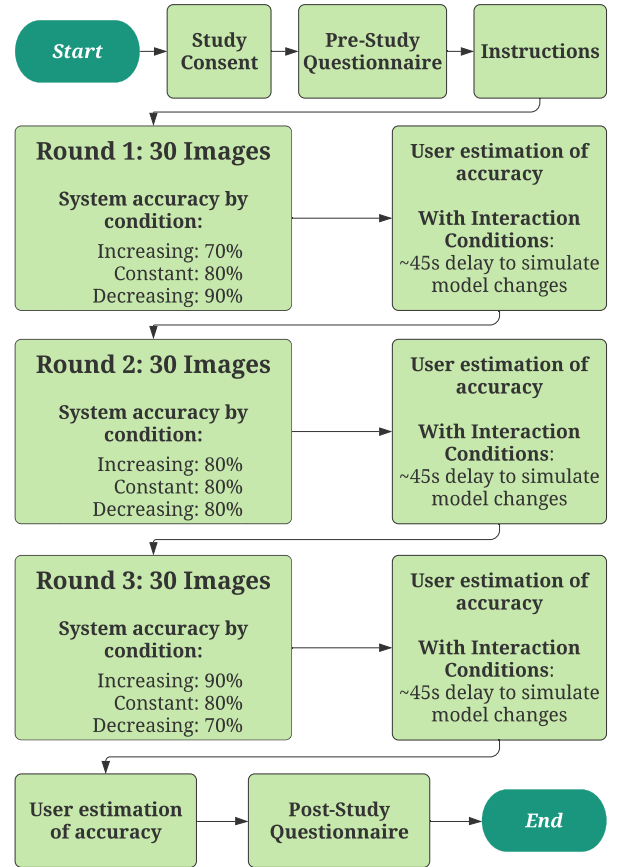 Start
Study
Consent
Pre-Study
Questionnaire
Instructions
Round 1: 30 Images
System accuracy by
condition:
Increasing: 70%
Constant: 80%
Decreasing: 90%
User estimation of
accuracy
With Interaction
Conditions:
~45s delay to simulate
model changes
Round 2: 30 Images
System accuracy by
condition:
Increasing: 80%
Constant: 80%
Decreasing: 80%
User estimation of
accuracy
With Interaction
Conditions:
~45s delay to simulate
model changes
Round 3: 30 Images
System accuracy by
condition:
Increasing: 90%
Constant: 80%
Decreasing: 70%
User estimation of
accuracy
With Interaction
Conditions:
~45s delay to simulate
model changes
User estimation
of accuracy
Post-Study
Questionnaire
End